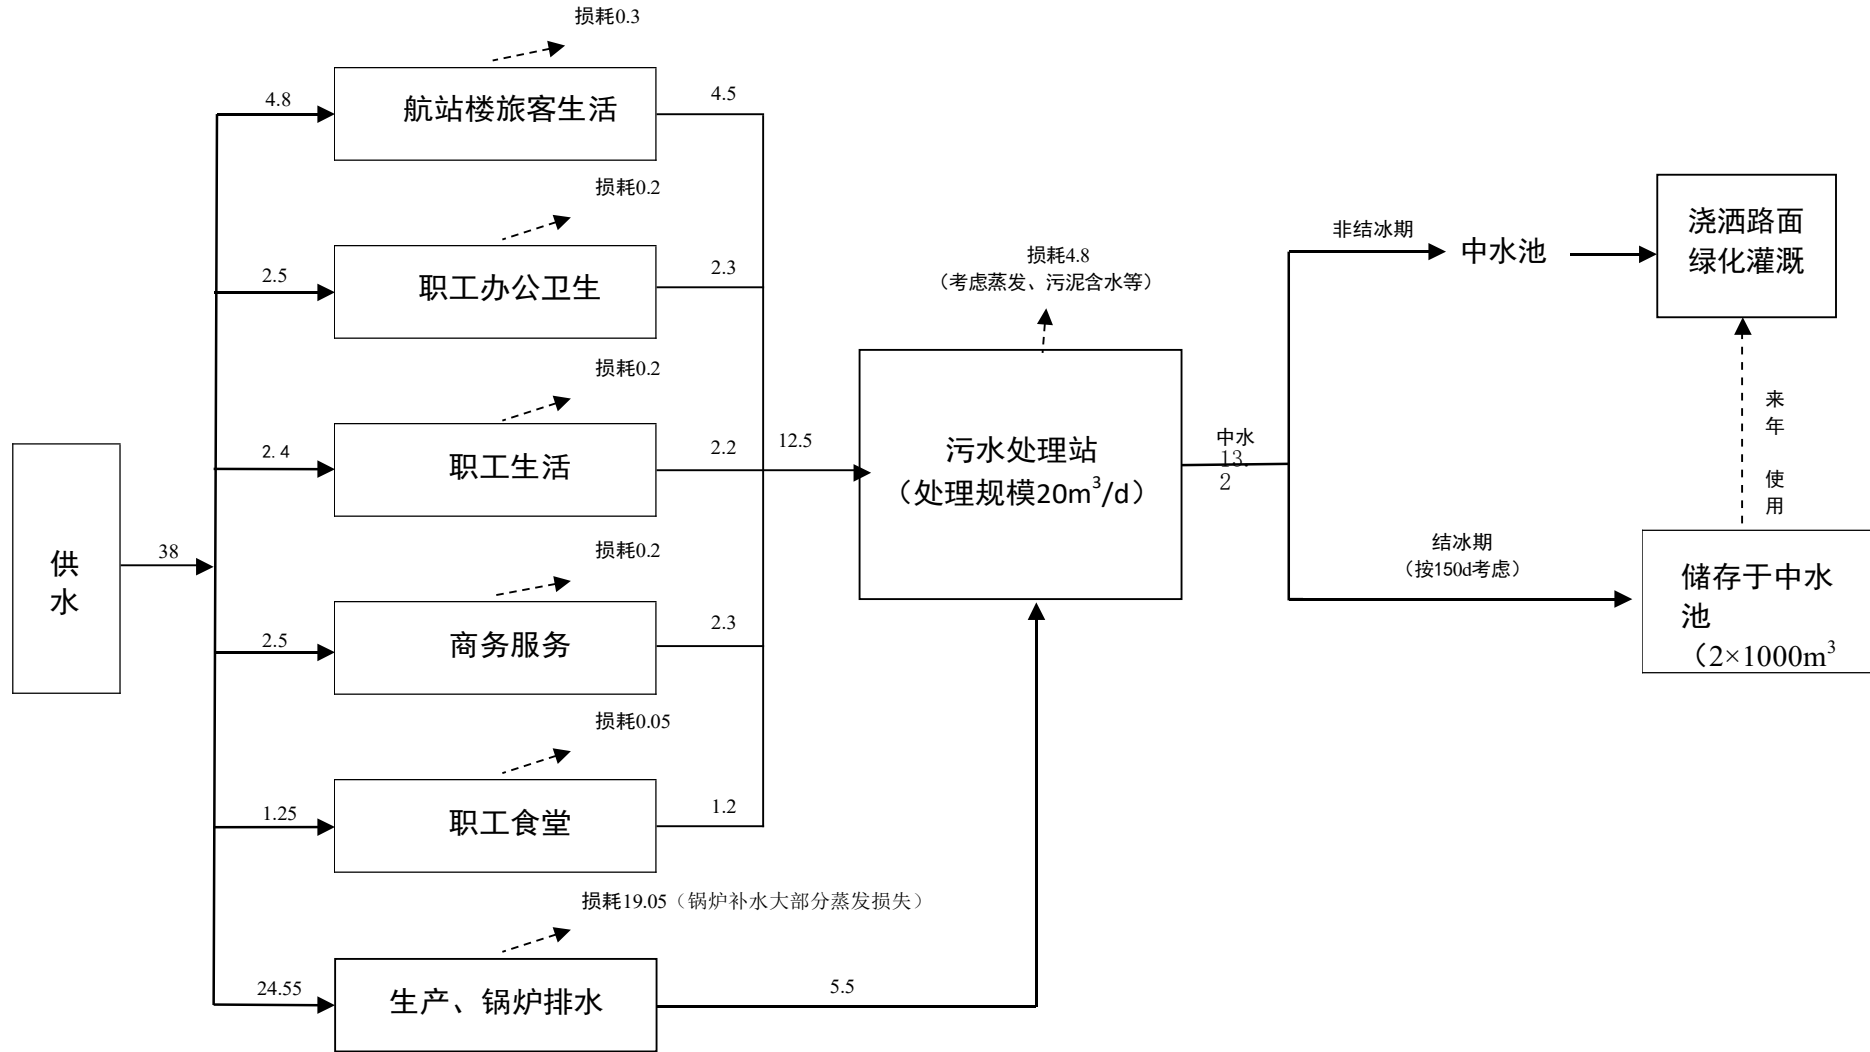 损耗0.3
4.8
航站楼旅客生活
4.5
损耗0.2
2.5
职工办公卫生
2.3
损耗0.2
2.4
职工生活
2.2
损耗0.2
2.5
商务服务
2.3
损耗0.05
1.25
职工食堂
1.2
损耗19.05（锅炉补水大部分蒸发损失）
24.55
生产、锅炉排水
5.5
供
水
38
12.5
损耗4.8
（考虑蒸发、污泥含水等）
污水处理站
（处理规模20m³/d）
中水
13.
2
非结冰期
中水池
浇洒路面
绿化灌溉
来
年
使
用
结冰期
（按150d考虑）
储存于中水
池
（2×1000m³